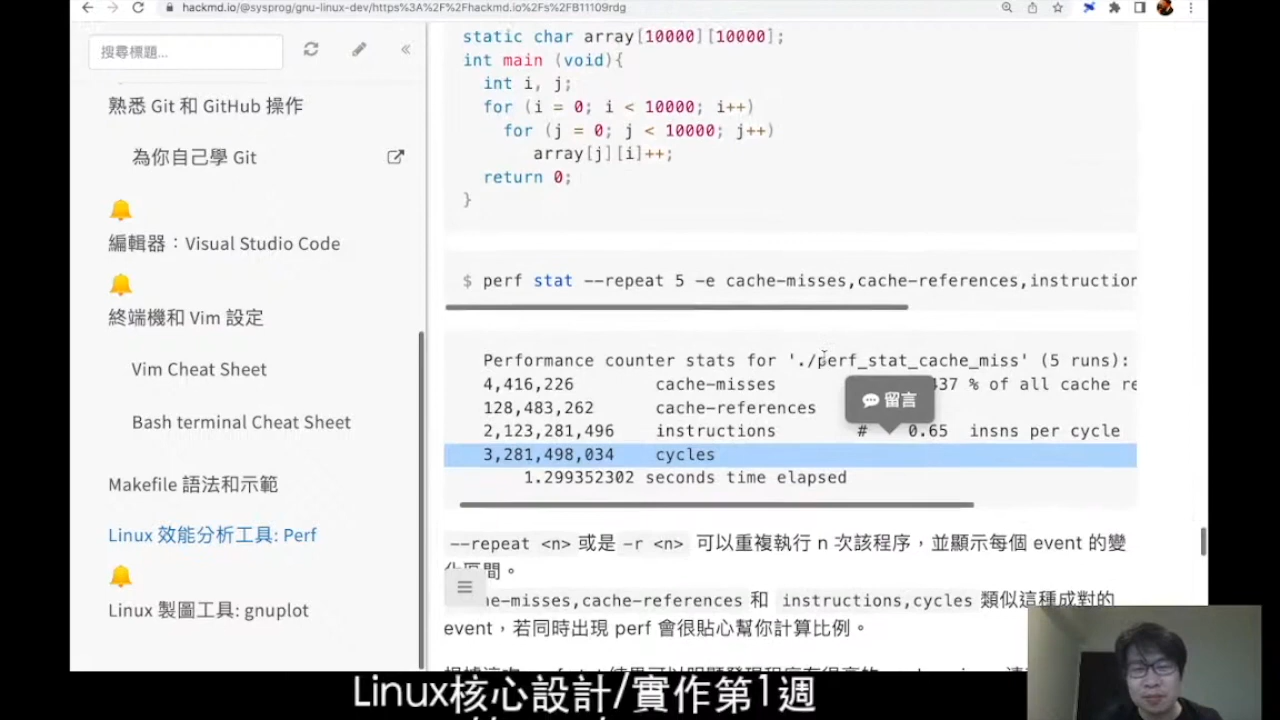 hackmd.io/@sysprog/gnu-linux-dev/https%3A%2F%2Fhackmd.io%2Fs%2FB11109rdg
搜尋標題...
熟悉 Git 和 GitHub 操作
為你自己學 Git
編輯器：Visual Studio Code
終端機和 Vim 設定
Vim Cheat Sheet
Bash terminal Cheat Sheet
Makefile 語法和示範
Linux 效能分析工具: Perf
Linux 製圖工具: gnuplot
static char array[10000][10000];
int main (void){
int i, j;
for (i = 0; i < 10000; i++)
for (j = 0; j < 10000; j++)
array[j][i]++;
return 0;
}
$ perf stat --repeat 5 -e cache-misses,cache-references,instruction
Performance counter stats for './perf_stat_cache_miss' (5 runs):
4,416,226 cache-misses 437 % of all cache re
留言
128,483,262 cache-references
2,123,281,496 instructions # 0.65 insns per cycle
3,281,498,034 cycles
1.299352302 seconds time elapsed
--repeat <n> 或是 -r <n> 可以重複執行 n 次該程序，並顯示每個 event 的變
化區間。
he-misses,cache-references 和 instructions,cycles 類似這種成對的
event，若同時出現 perf 會很貼心幫你計算比例。
Linux核心設計/實作第1週